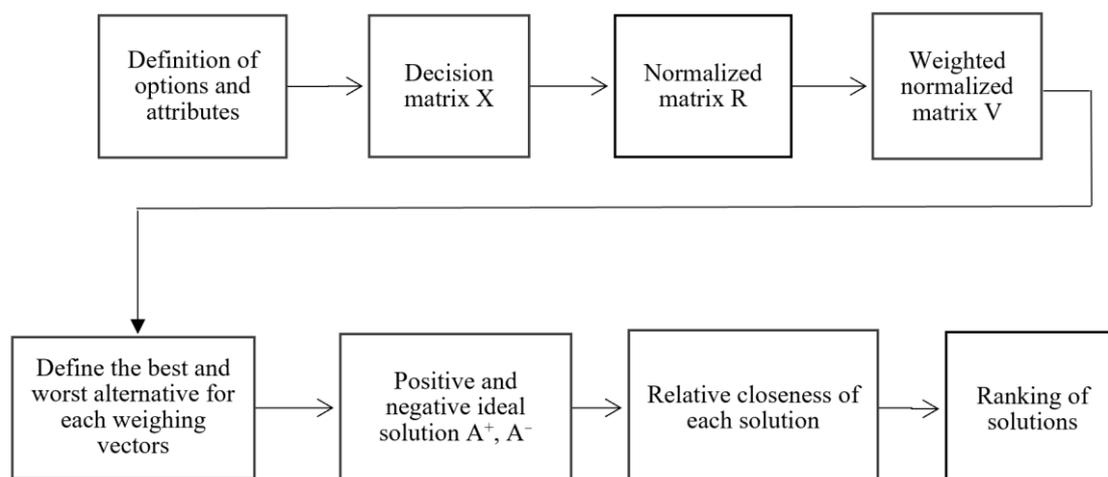 Definition of
options and
attributes
Decision
matrix X
Normalized
matrix R
Weighted
normalized
matrix V
Define the best and
worst alternative for
each weighing
vectors
Positive and
negative ideal
solution A⁺, A⁻
Relative closeness of
each solution
Ranking of
solutions